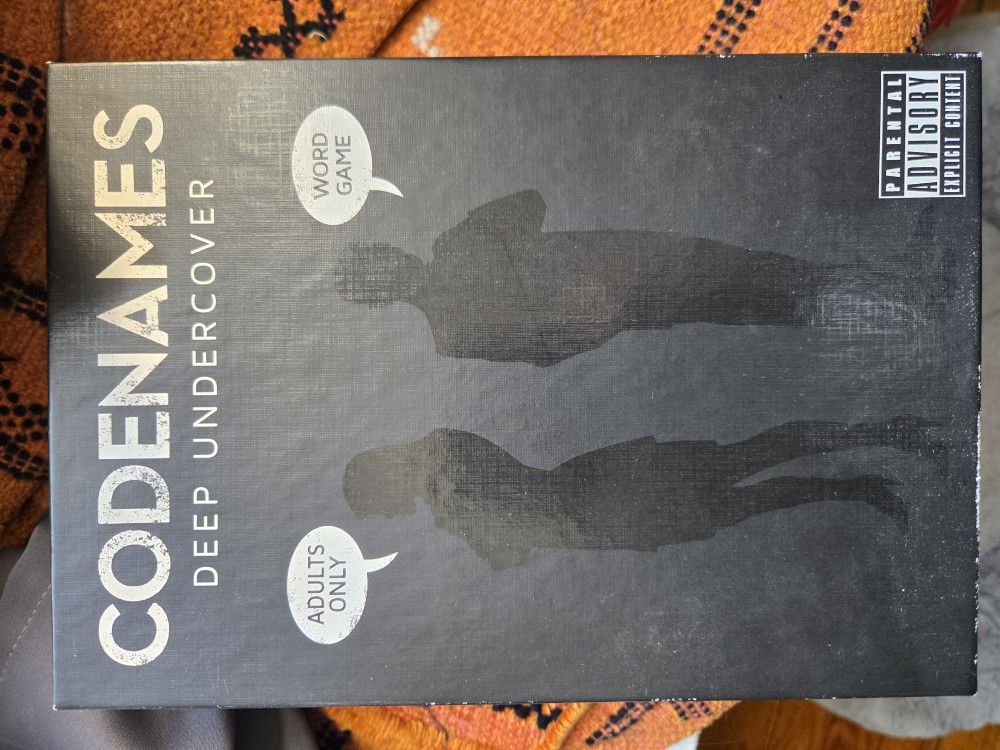 CODENAMES
DEEP UNDERCOVER
ADULTS
ONLY
WORD
GAME
PARENTAL
ADVISORY
EXPLICIT CONTENT